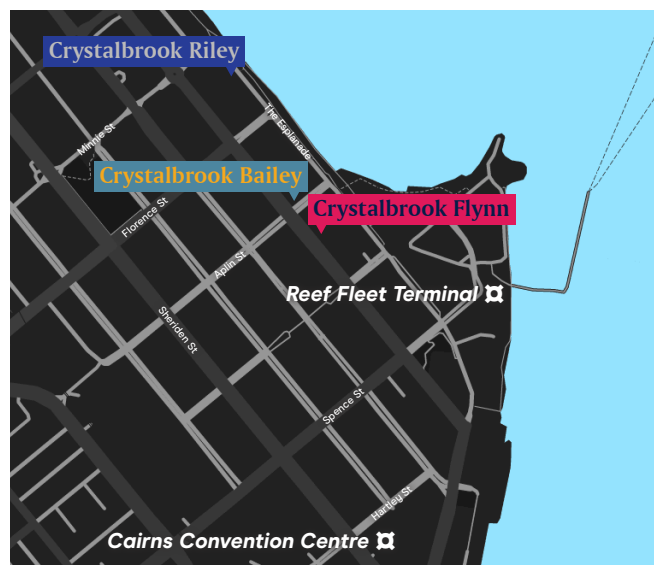 Crystalbrook Riley
The Esplanade
Minnie St
Crystalbrook Bailey
Crystalbrook Flynn
Florence St
Aplin St
Reef Fleet Terminal
Sheriden St
Spence St
Hartley St
Cairns Convention Centre